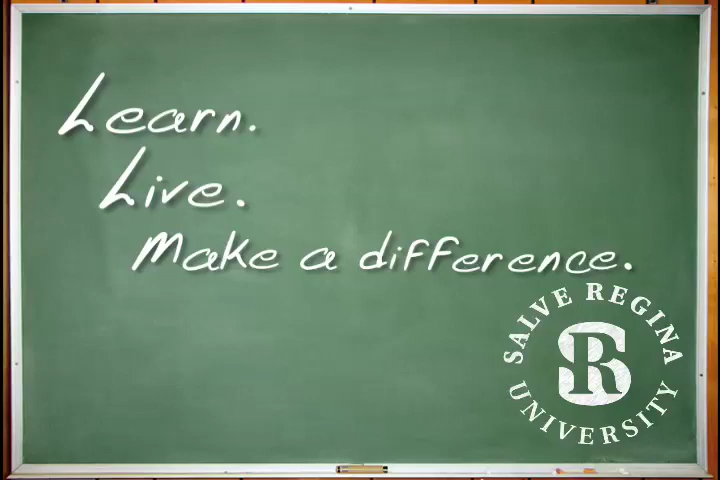 Learn.
Live.
Make a difference.
SALVE REGINA
UNIVERSITY
SR